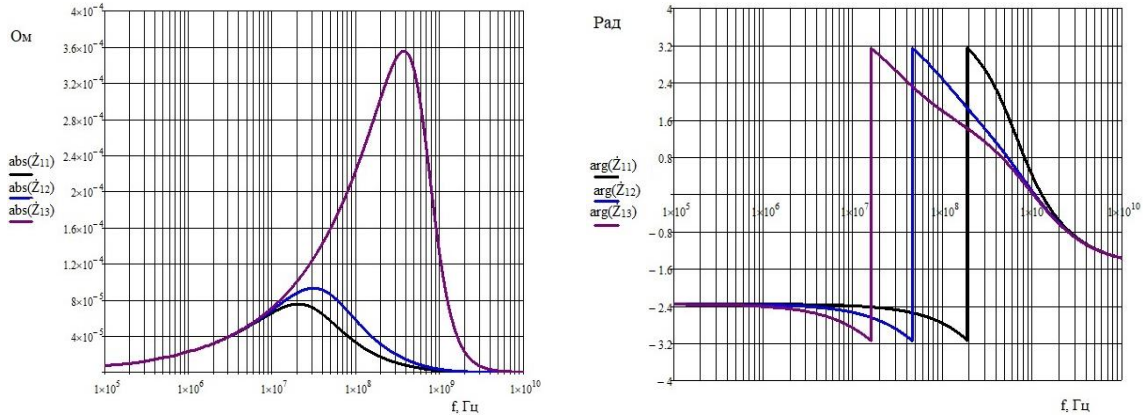 Ом
4×10⁻⁴
3.6×10⁻⁴
3.2×10⁻⁴
2.8×10⁻⁴
2.4×10⁻⁴
2×10⁻⁴
1.6×10⁻⁴
1.2×10⁻⁴
8×10⁻⁵
4×10⁻⁵
abs(Ż11)
abs(Ż12)
abs(Ż13)
1×10⁵ 1×10⁶ 1×10⁷ 1×10⁸ 1×10⁹ 1×10¹⁰
f, Гц
Рад
4
3.2
2.4
1.6
0.8
−0.8
−1.6
−2.4
−3.2
−4
arg(Ż11)
arg(Ż12)
arg(Ż13)
1×10⁵ 1×10⁶ 1×10⁷ 1×10⁸ 1×10⁹ 1×10¹⁰
f, Гц